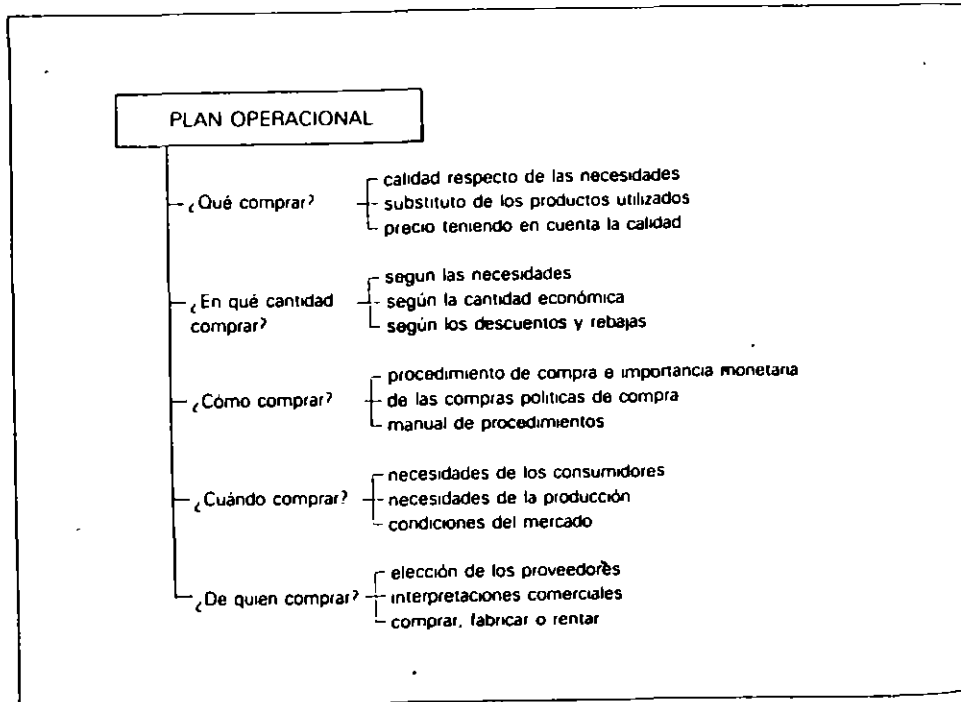 PLAN OPERACIONAL
¿Qué comprar?
calidad respecto de las necesidades
substituto de los productos utilizados
precio teniendo en cuenta la calidad
¿En qué cantidad
comprar?
segun las necesidades
según la cantidad económica
según los descuentos y rebajas
¿Cómo comprar?
procedimiento de compra e importancia monetaria
de las compras politicas de compra
manual de procedimientos
¿Cuándo comprar?
necesidades de los consumidores
necesidades de la producción
condiciones del mercado
¿De quien comprar?
elección de los proveedores
interpretaciones comerciales
comprar, fabricar o rentar